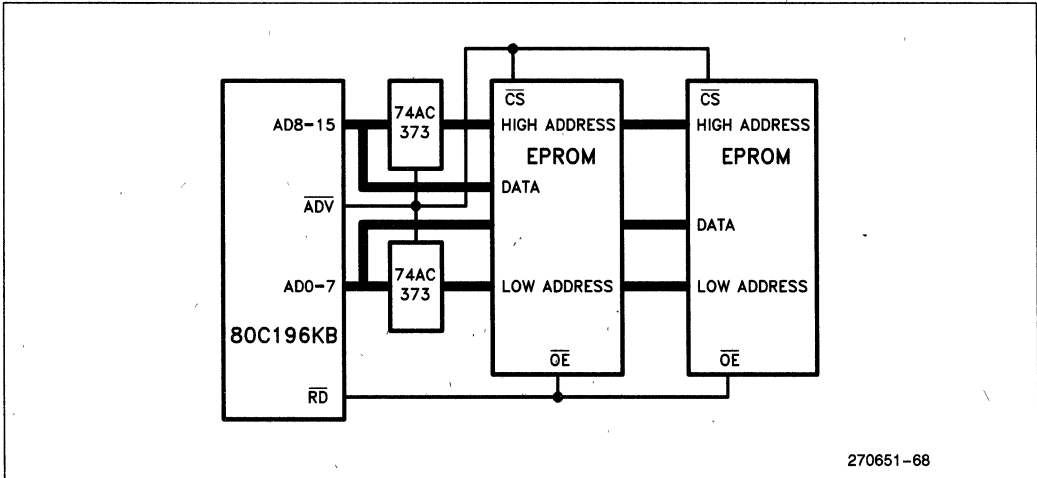 AD8-15
74AC
373
CS
HIGH ADDRESS
EPROM
DATA
CS
HIGH ADDRESS
EPROM
ADV
DATA
AD0-7
74AC
373
LOW ADDRESS
LOW ADDRESS
80C196KB
OE
OE
RD
270651-68